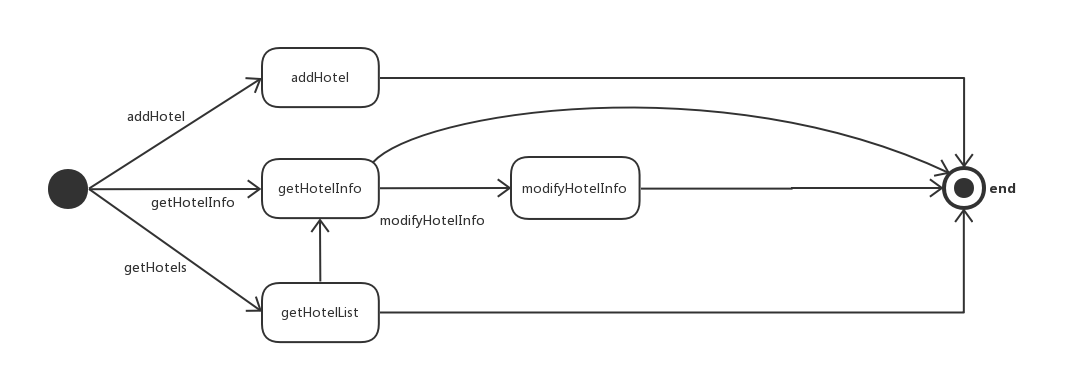 addHotel
addHotel
getHotelInfo
getHotelInfo
modifyHotelInfo
modifyHotelInfo
end
getHotels
getHotelList